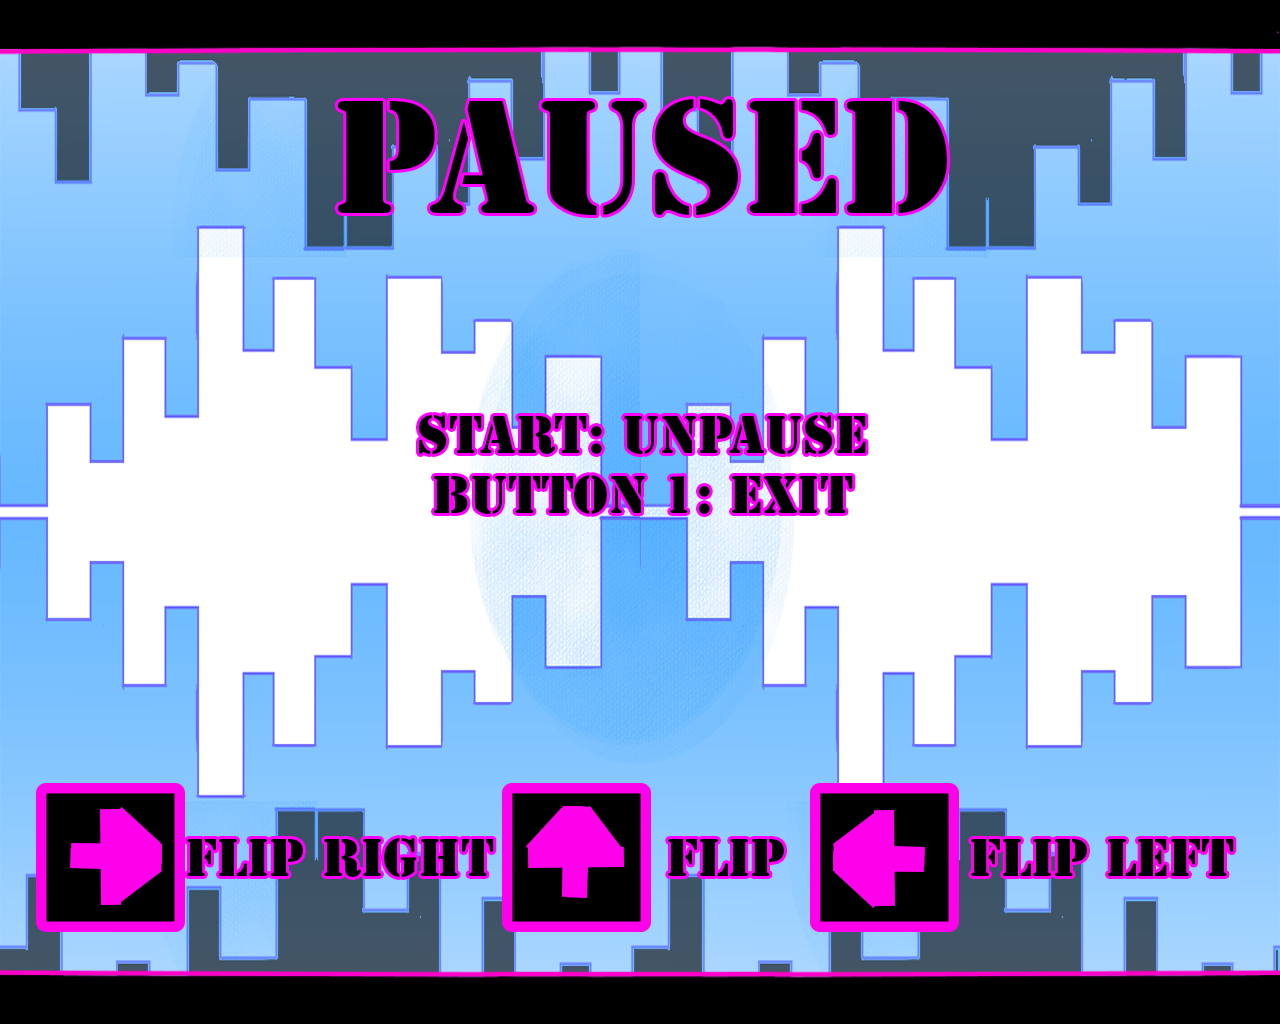 PAUSED
START: UNPAUSE
BUTTON 1: EXIT
FLIP RIGHT
FLIP
FLIP LEFT